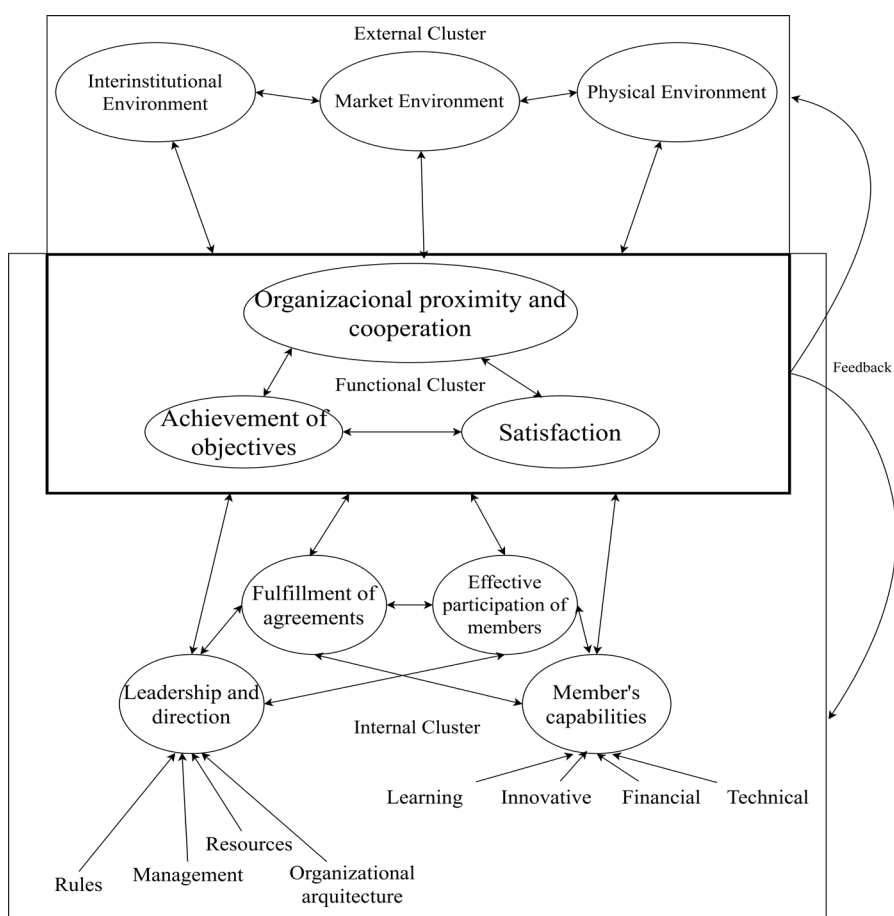 External Cluster
Interinstitutional
Environment
Market Environment
Physical Environment
Organizacional proximity and
cooperation
Functional Cluster
Achievement of
objectives
Satisfaction
Feedback
Fulfillment of
agreements
Effective
participation of
members
Leadership and
direction
Member's
capabilities
Internal Cluster
Learning
Innovative
Financial
Technical
Rules
Management
Resources
Organizational
arquitecture